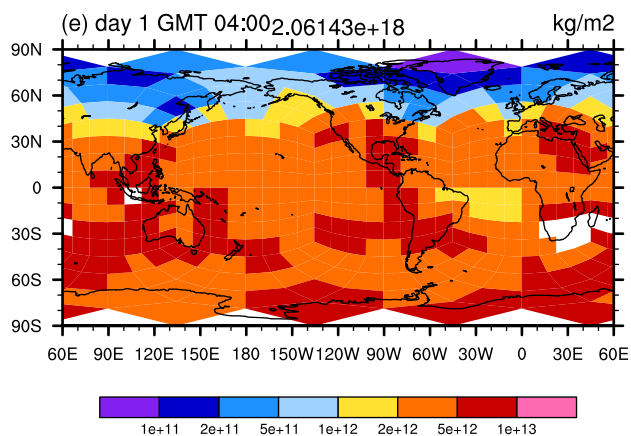 (e) day 1 GMT 04:00 2.06143e+18 kg/m2
90N
60N
30N
0
30S
60S
90S
60E 90E 120E 150E 180 150W 120W 90W 60W 30W 0 30E 60E
1e+11 2e+11 5e+11 1e+12 2e+12 5e+12 1e+13